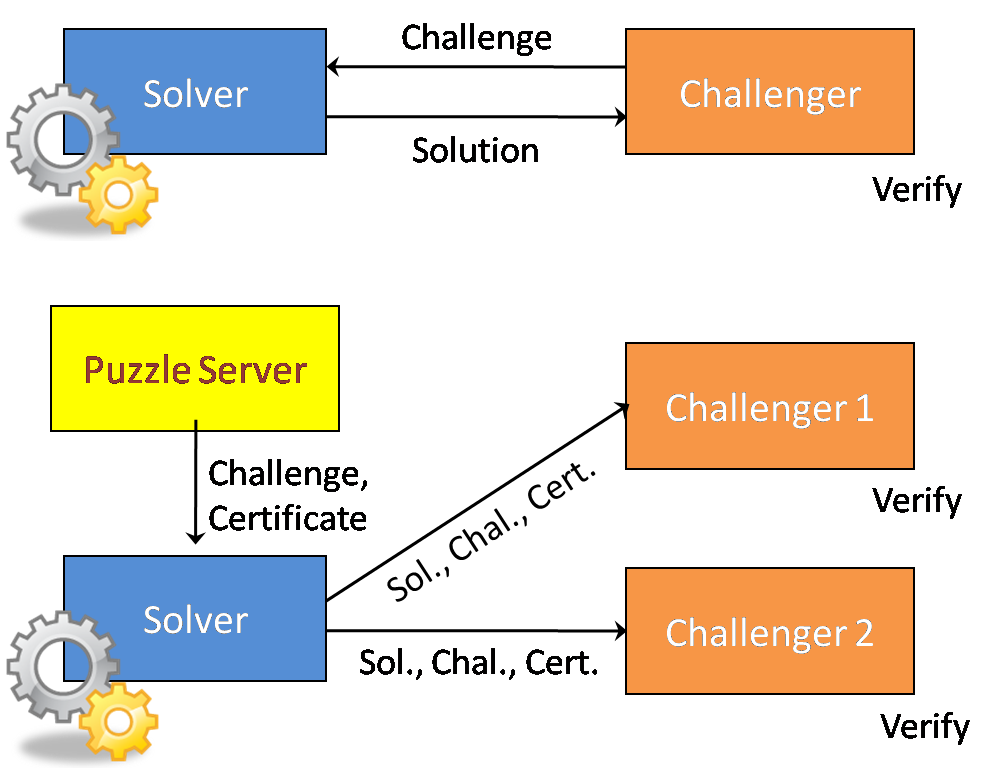 Challenge
Solver
Challenger
Solution
Verify
Puzzle Server
Challenge,
Certificate
Challenger 1
Sol., Chal., Cert.
Verify
Solver
Challenger 2
Sol., Chal., Cert.
Verify